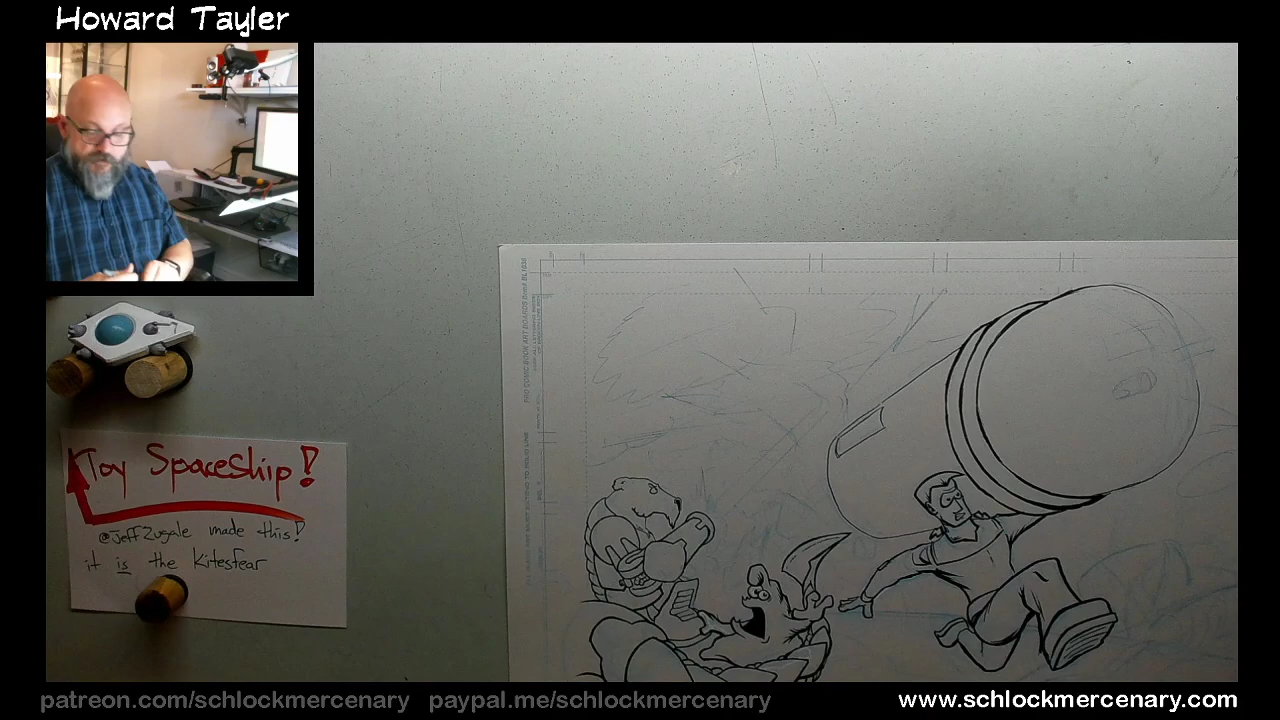 Howard Tayler
Toy Spaceship!
@JeffZugale made this!
it is the Kitesfear
patreon.com/schlockmercenary paypal.me/schlockmercenary www.schlockmercenary.com